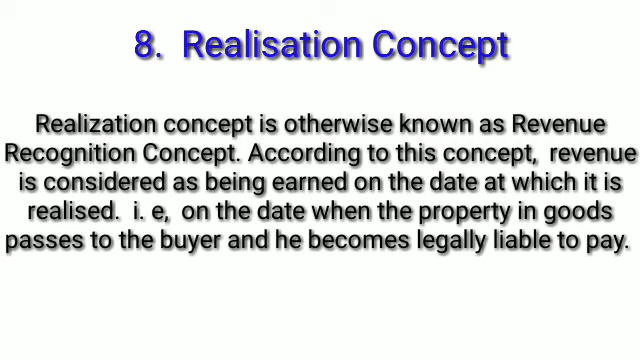 8. Realisation Concept
Realization concept is otherwise known as Revenue
Recognition Concept. According to this concept, revenue
is considered as being earned on the date at which it is
realised. i. e, on the date when the property in goods
passes to the buyer and he becomes legally liable to pay.